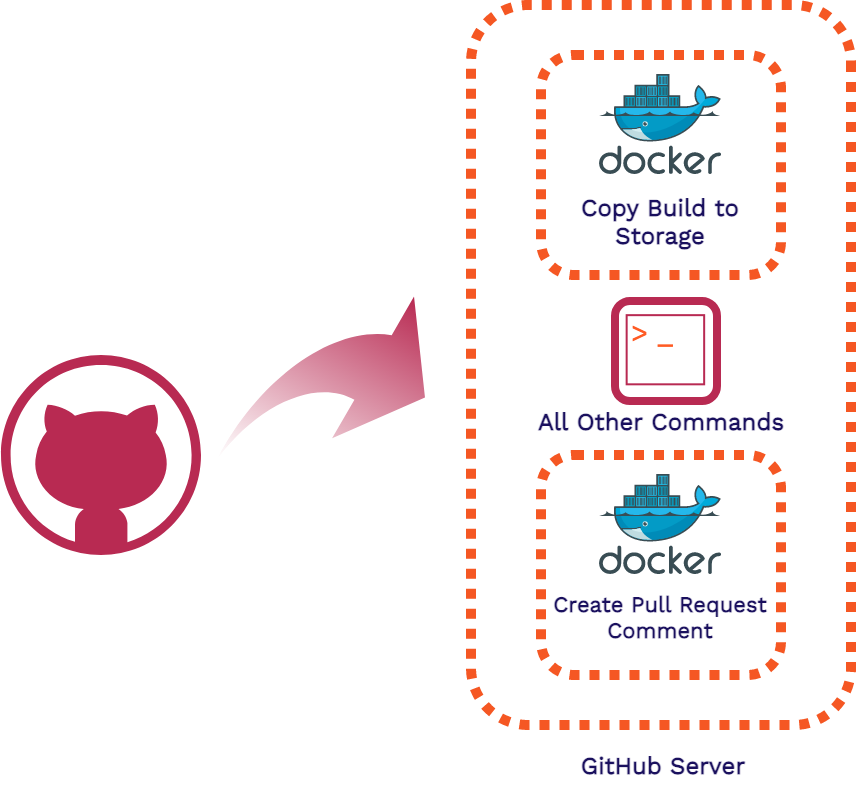 docker
Copy Build to
Storage
> _
All Other Commands
docker
Create Pull Request
Comment
GitHub Server